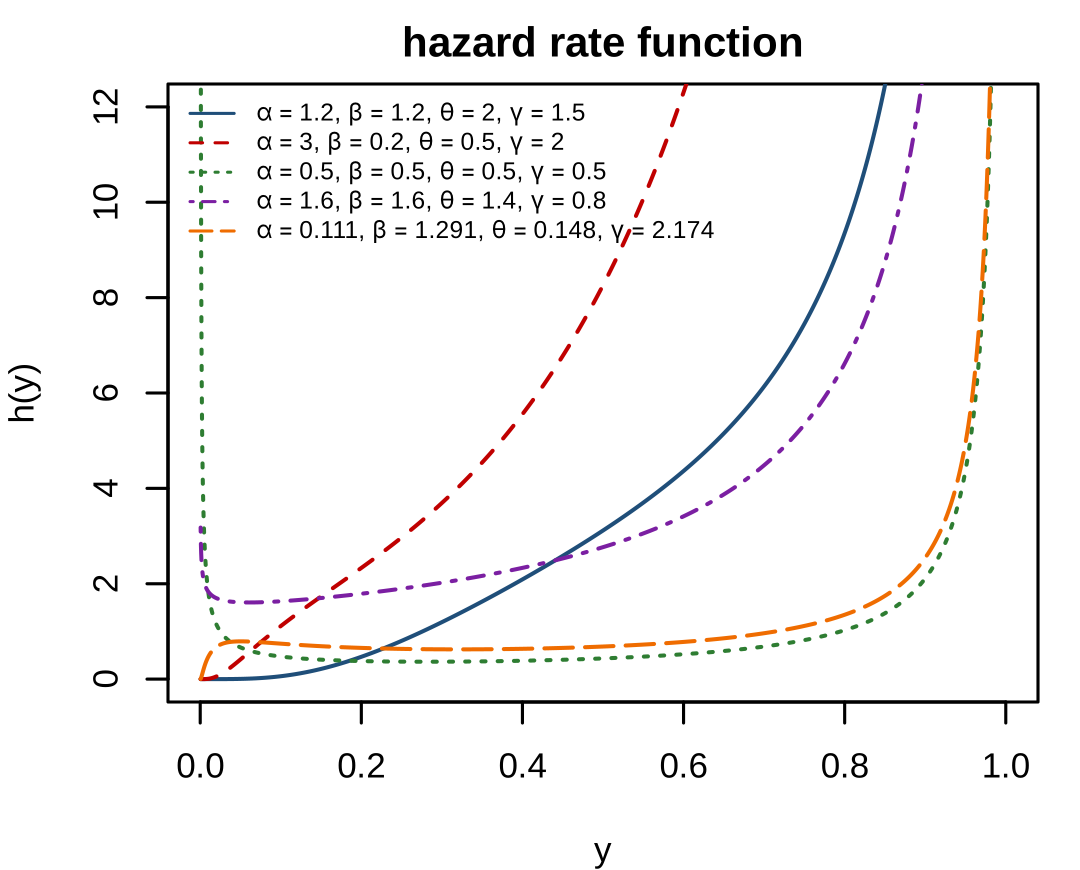 hazard rate function
α = 1.2, β = 1.2, θ = 2, γ = 1.5
α = 3, β = 0.2, θ = 0.5, γ = 2
α = 0.5, β = 0.5, θ = 0.5, γ = 0.5
α = 1.6, β = 1.6, θ = 1.4, γ = 0.8
α = 0.111, β = 1.291, θ = 0.148, γ = 2.174
h(y)
12
10
8
6
4
2
0
0.0 0.2 0.4 0.6 0.8 1.0
y